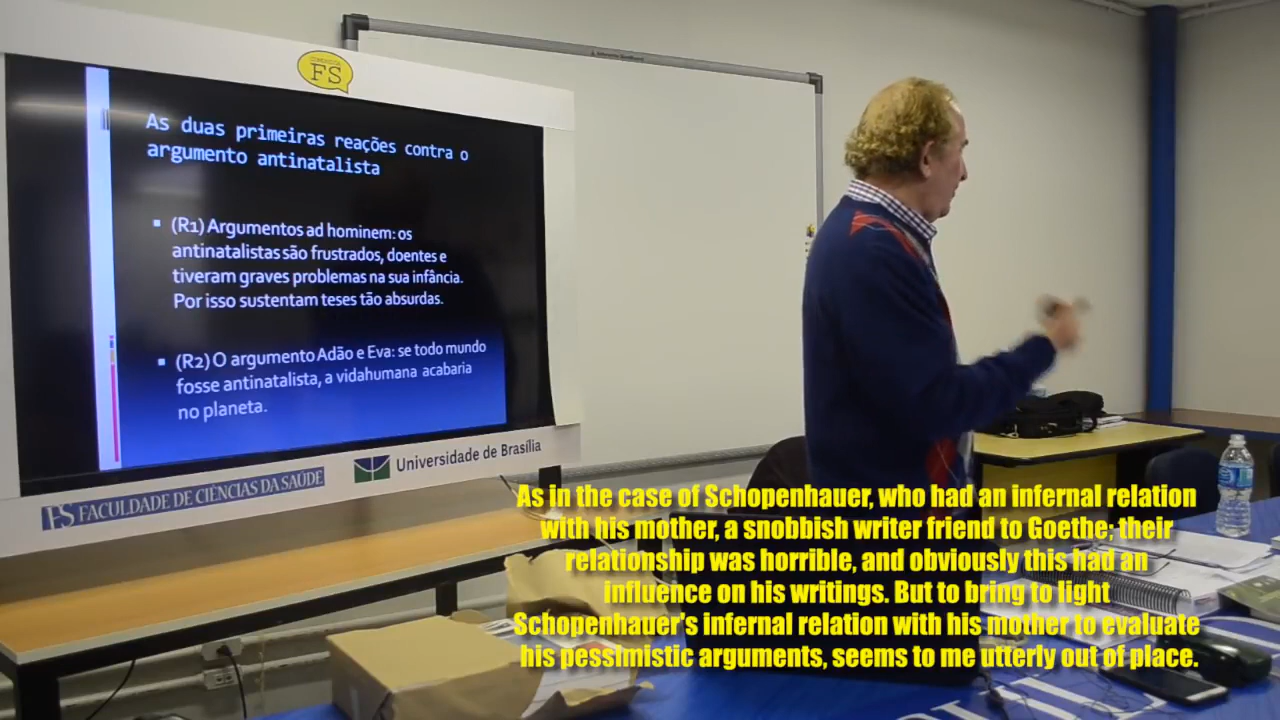 FS
As duas primeiras reações contra o
argumento antinatalista
(R1) Argumentos ad hominem: os
antinatalistas são frustrados, doentes e
tiveram graves problemas na sua infância.
Por isso sustentam teses tão absurdas.
(R2) O argumento Adão e Eva: se todo mundo
fosse antinatalista, a vidahumana acabaria
no planeta.
FS FACULDADE DE CIÊNCIAS DA SAÚDE
Universidade de Brasília
As in the case of Schopenhauer, who had an infernal relation
with his mother, a snobbish writer friend to Goethe; their
relationship was horrible, and obviously this had an
influence on his writings. But to bring to light
Schopenhauer's infernal relation with his mother to evaluate
his pessimistic arguments, seems to me utterly out of place.